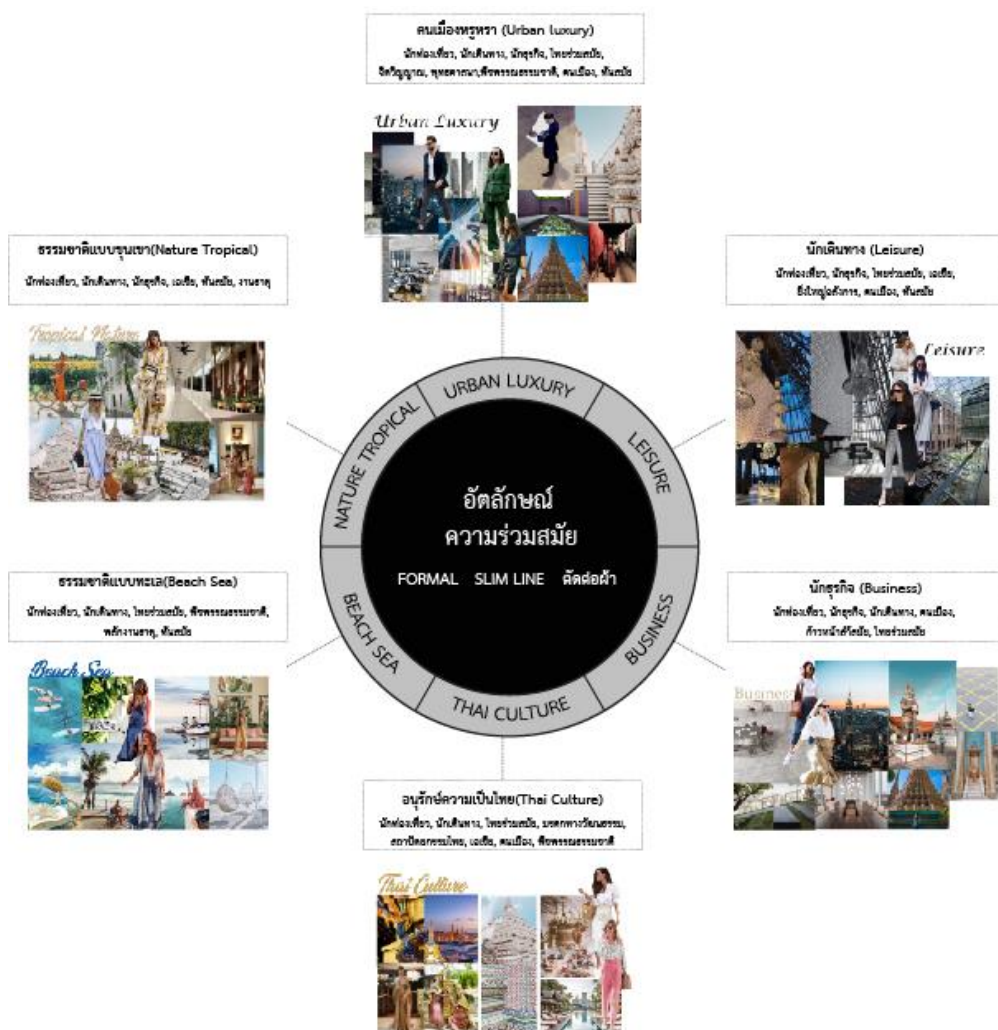 คนเมืองหรูหรา (Urban luxury)
นักท่องเที่ยว, นักเดินทาง, นักธุรกิจ, ไทยร่วมสมัย,
จิตวิญญาณ, พุทธศาสนา,พืชพรรณธรรมชาติ, คนเมือง, ทันสมัย
Urban Luxury
ธรรมชาติแบบขุนเขา(Nature Tropical)
นักท่องเที่ยว, นักเดินทาง, นักธุรกิจ, เอเชีย, ทันสมัย, งานธาตุ
Tropical Nature
นักเดินทาง (Leisure)
นักท่องเที่ยว, นักธุรกิจ, ไทยร่วมสมัย, เอเชีย,
ยิ่งใหญ่อลังการ, คนเมือง, ทันสมัย
Leisure
URBAN LUXURY
NATURE TROPICAL
LEISURE
อัตลักษณ์
ความร่วมสมัย
FORMAL SLIM LINE ตัดต่อผ้า
BEACH SEA
BUSINESS
THAI CULTURE
ธรรมชาติแบบทะเล(Beach Sea)
นักท่องเที่ยว, นักเดินทาง, ไทยร่วมสมัย, พืชพรรณธรรมชาติ,
พลังงานธาตุ, ทันสมัย
Beach Sea
นักธุรกิจ (Business)
นักท่องเที่ยว, นักธุรกิจ, นักเดินทาง, คนเมือง,
ก้าวหน้าล้ำสมัย, ไทยร่วมสมัย
Business
อนุรักษ์ความเป็นไทย(Thai Culture)
นักท่องเที่ยว, นักเดินทาง, ไทยร่วมสมัย, มรดกทางวัฒนธรรม,
สถาปัตยกรรมไทย, เอเชีย, คนเมือง, พืชพรรณธรรมชาติ
Thai Culture